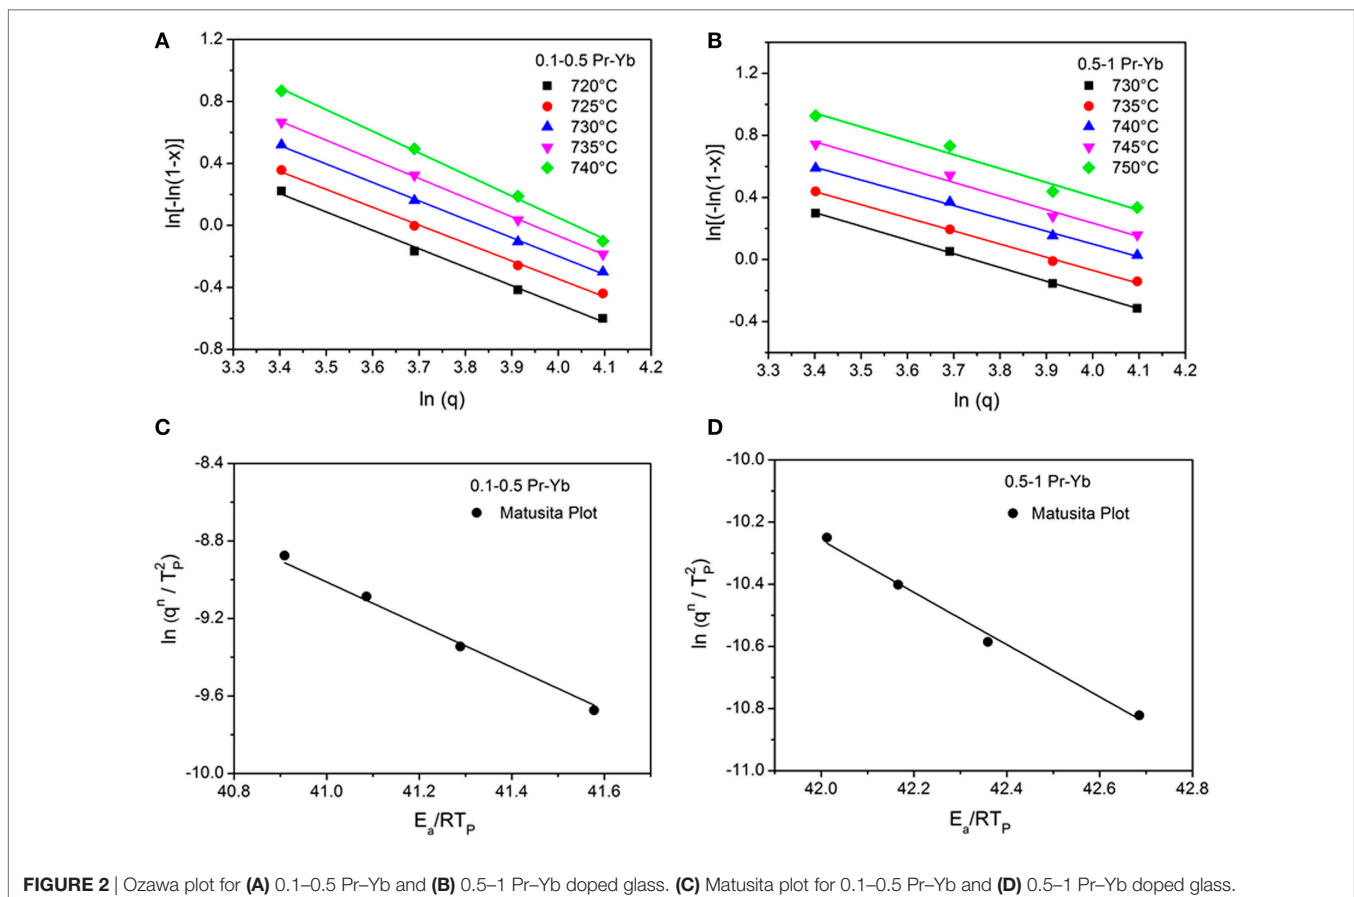 A
1.2
0.8
0.4
0.0
-0.4
-0.8
ln[-ln(1-x)]
0.1-0.5 Pr-Yb
720°C
725°C
730°C
735°C
740°C
3.3 3.4 3.5 3.6 3.7 3.8 3.9 4.0 4.1 4.2
ln (q)
B
1.2
0.8
0.4
0.0
-0.4
ln[(-ln(1-x)]
0.5-1 Pr-Yb
730°C
735°C
740°C
745°C
750°C
3.3 3.4 3.5 3.6 3.7 3.8 3.9 4.0 4.1 4.2
ln (q)
C
-8.4
-8.8
-9.2
-9.6
-10.0
ln (qⁿ / T_P²)
0.1-0.5 Pr-Yb
Matusita Plot
40.8 41.0 41.2 41.4 41.6
E_a/RT_P
D
-10.0
-10.2
-10.4
-10.6
-10.8
-11.0
ln (qⁿ / T_P²)
0.5-1 Pr-Yb
Matusita Plot
42.0 42.2 42.4 42.6 42.8
E_a/RT_P
FIGURE 2 | Ozawa plot for (A) 0.1–0.5 Pr–Yb and (B) 0.5–1 Pr–Yb doped glass. (C) Matusita plot for 0.1–0.5 Pr–Yb and (D) 0.5–1 Pr–Yb doped glass.